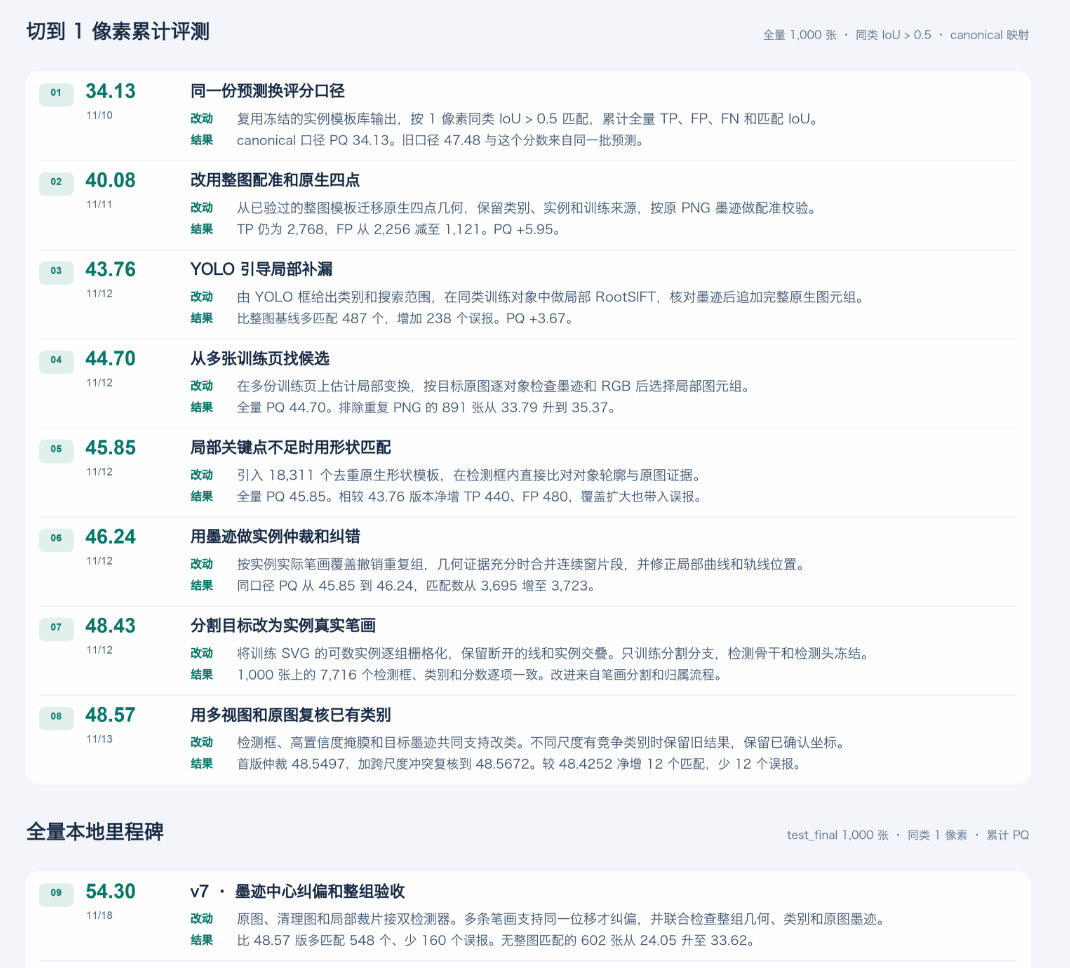 切到 1 像素累计评测
全量 1,000 张 · 同类 IoU > 0.5 · canonical 映射
01
34.13
11/10
同一份预测换评分口径
改动 复用冻结的实例模板库输出，按 1 像素同类 IoU > 0.5 匹配，累计全量 TP、FP、FN 和匹配 IoU。
结果 canonical 口径 PQ 34.13。旧口径 47.48 与这个分数来自同一批预测。
02
40.08
11/11
改用整图配准和原生四点
改动 从已验过的整图模板迁移原生四点几何，保留类别、实例和训练来源，按原 PNG 墨迹做配准校验。
结果 TP 仍为 2,768，FP 从 2,256 减至 1,121。PQ +5.95。
03
43.76
11/12
YOLO 引导局部补漏
改动 由 YOLO 框给出类别和搜索范围，在同类训练对象中做局部 RootSIFT，核对墨迹后追加完整原生图元组。
结果 比整图基线多匹配 487 个，增加 238 个误报。PQ +3.67。
04
44.70
11/12
从多张训练页找候选
改动 在多份训练页上估计局部变换，按目标原图逐对象检查墨迹和 RGB 后选择局部图元组。
结果 全量 PQ 44.70。排除重复 PNG 的 891 张从 33.79 升到 35.37。
05
45.85
11/12
局部关键点不足时用形状匹配
改动 引入 18,311 个去重原生形状模板，在检测框内直接比对对象轮廓与原图证据。
结果 全量 PQ 45.85。相较 43.76 版本净增 TP 440、FP 480，覆盖扩大也带入误报。
06
46.24
11/12
用墨迹做实例仲裁和纠错
改动 按实例实际笔画覆盖撤销重复组，几何证据充分时合并连续窗片段，并修正局部曲线和轨线位置。
结果 同口径 PQ 从 45.85 到 46.24，匹配数从 3,695 增至 3,723。
07
48.43
11/12
分割目标改为实例真实笔画
改动 将训练 SVG 的可数实例逐组栅格化，保留断开的线和实例交叠。只训练分割分支，检测骨干和检测头冻结。
结果 1,000 张上的 7,716 个检测框、类别和分数逐项一致。改进来自笔画分割和归属流程。
08
48.57
11/13
用多视图和原图复核已有类别
改动 检测框、高置信度掩膜和目标墨迹共同支持改类。不同尺度有竞争类别时保留旧结果，保留已确认坐标。
结果 首版仲裁 48.5497，加跨尺度冲突复核到 48.5672。较 48.4252 净增 12 个匹配，少 12 个误报。
全量本地里程碑
test_final 1,000 张 · 同类 1 像素 · 累计 PQ
09
54.30
11/18
v7 · 墨迹中心纠偏和整组验收
改动 原图、清理图和局部裁片接双检测器。多条笔画支持同一位移才纠偏，并联合检查整组几何、类别和原图墨迹。
结果 比 48.57 版多匹配 548 个、少 160 个误报。无整图匹配的 602 张从 24.05 升至 33.62。